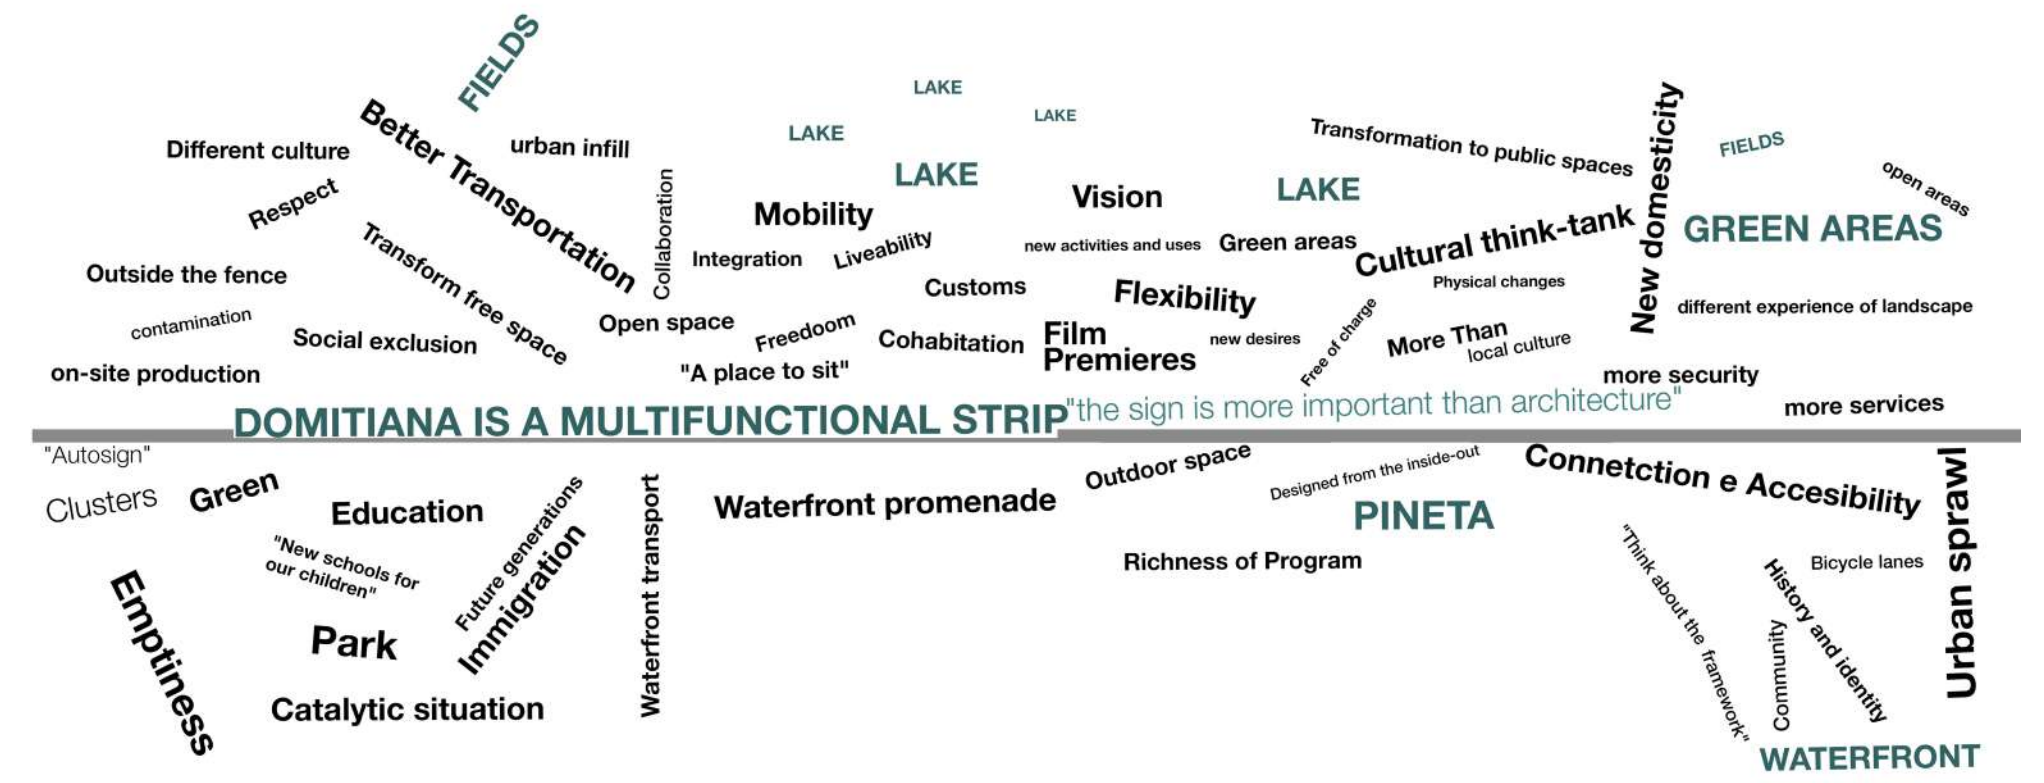 FIELDS
LAKE
LAKE
LAKE
Better Transportation
Different culture
urban infill
Transformation to public spaces
New domesticity
FIELDS
open areas
Respect
Collaboration
LAKE
Vision
LAKE
Mobility
GREEN AREAS
Transform free space
Integration
Liveability
new activities and uses
Green areas
Cultural think-tank
Outside the fence
Customs
Flexibility
Physical changes
different experience of landscape
contamination
Social exclusion
Open space
Freedoom
Cohabitation
Film
Premieres
new desires
Free of charge
More Than
local culture
on-site production
"A place to sit"
more security
more services
DOMITIANA IS A MULTIFUNCTIONAL STRIP
"the sign is more important than architecture"
"Autosign"
Clusters
Green
Education
Future generations
Immigration
Waterfront transport
Waterfront promenade
Outdoor space
Designed from the inside-out
PINETA
Connetction e Accesibility
Urban sprawl
"New schools for
our children"
Richness of Program
"Think about the framework"
Bicycle lanes
History and identity
Community
Emptiness
Park
Catalytic situation
WATERFRONT